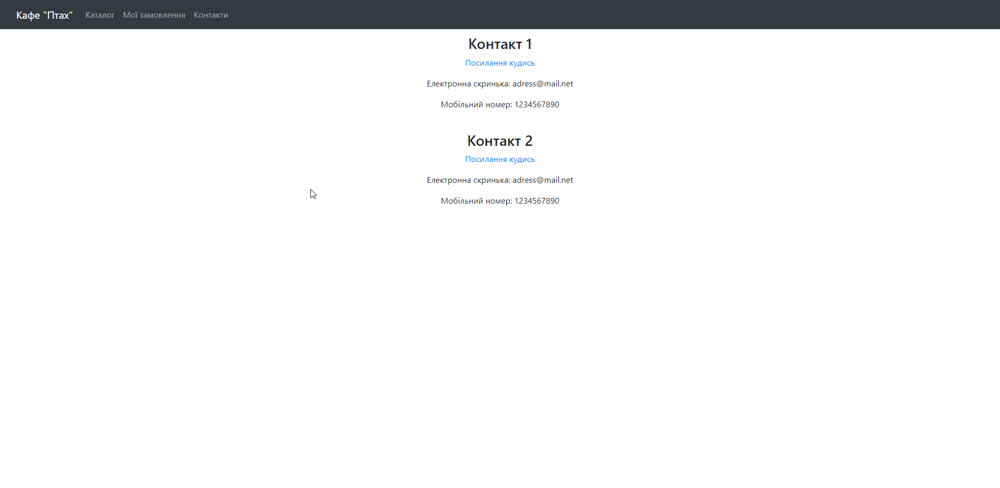 Кафе "Птах" Каталог Мої замовлення Контакти
Контакт 1
Посилання кудись
Електронна скринька: adress@mail.net
Мобільний номер: 1234567890
Контакт 2
Посилання кудись
Електронна скринька: adress@mail.net
Мобільний номер: 1234567890